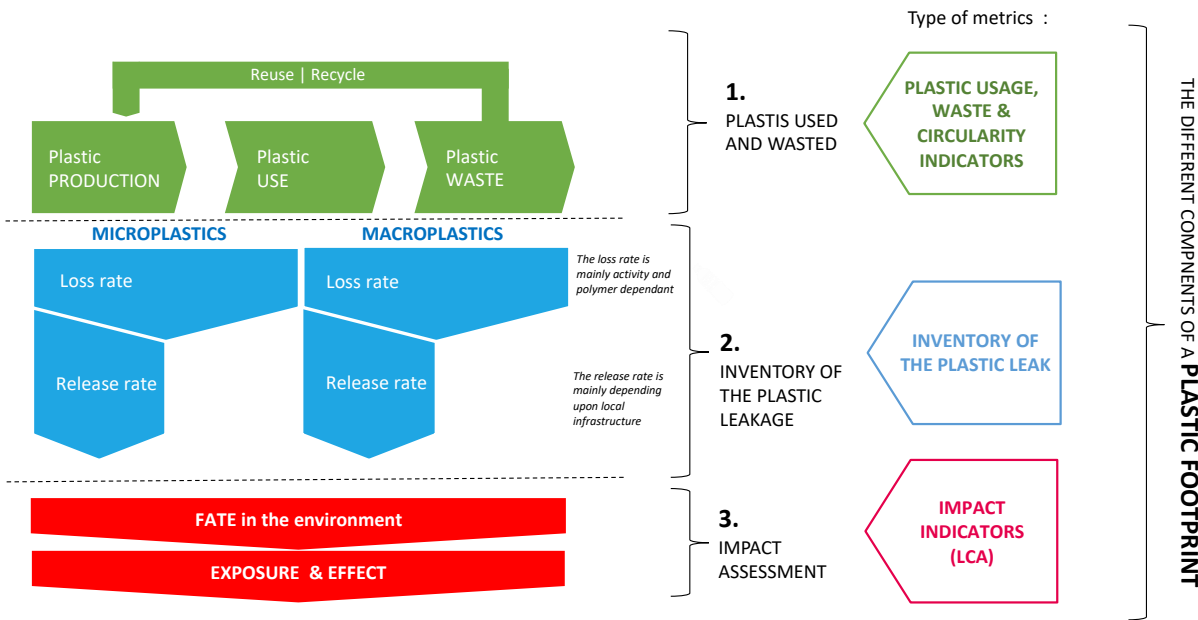 Type of metrics :
Reuse | Recycle
Plastic
PRODUCTION
Plastic
USE
Plastic
WASTE
1.
PLASTIS USED
AND WASTED
PLASTIC USAGE,
WASTE &
CIRCULARITY
INDICATORS
MICROPLASTICS
MACROPLASTICS
Loss rate
Loss rate
The loss rate is
mainly activity and
polymer dependant
Release rate
Release rate
The release rate is
mainly depending
upon local
infrastructure
2.
INVENTORY OF
THE PLASTIC
LEAKAGE
INVENTORY OF
THE PLASTIC LEAK
FATE in the environment
EXPOSURE & EFFECT
3.
IMPACT
ASSESSMENT
IMPACT
INDICATORS
(LCA)
THE DIFFERENT COMPNENTS OF A PLASTIC FOOTPRINT